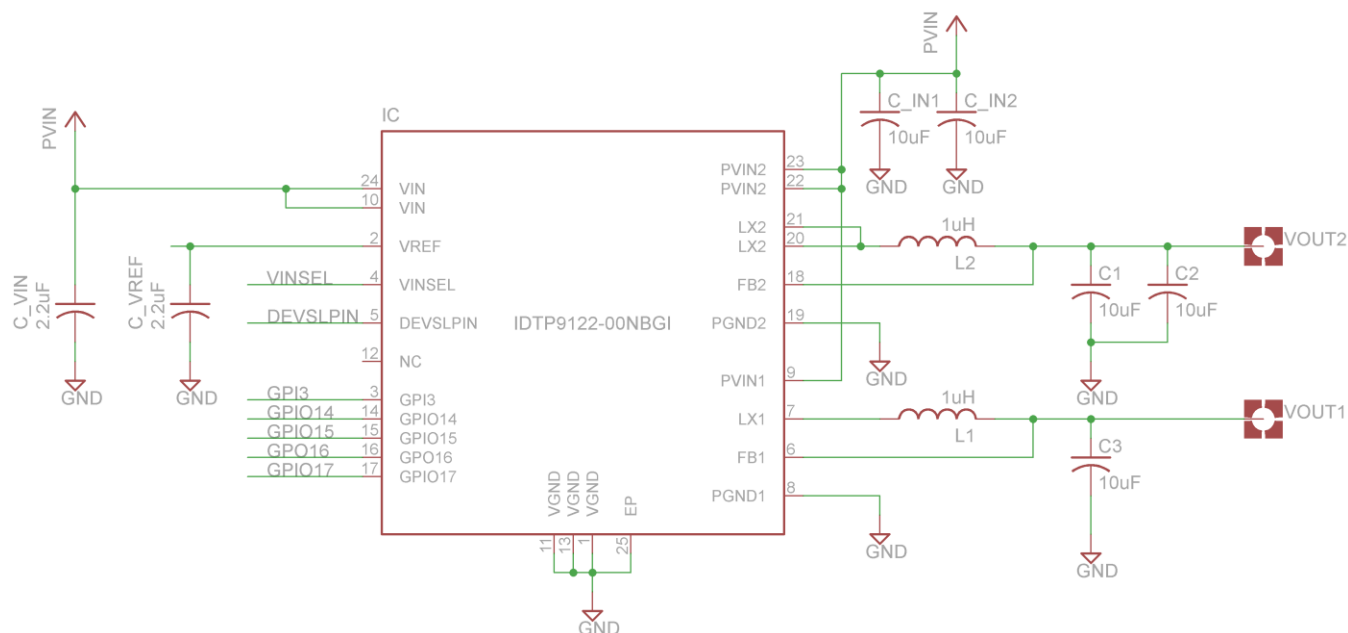 PVIN
IC
PVIN
C_IN1
10uF
C_IN2
10uF
GND
GND
24
VIN
10
VIN
2
VREF
VINSEL
4
VINSEL
DEVSLPIN
5
DEVSLPIN
12
NC
GPI3
3
GPI3
GPIO14
14
GPIO14
GPIO15
15
GPIO15
GPO16
16
GPO16
GPIO17
17
GPIO17
C_VIN
2.2uF
GND
C_VREF
2.2uF
GND
IDTP9122-00NBGI
PVIN2
23
PVIN2
22
LX2
21
LX2
20
FB2
18
PGND2
19
PVIN1
9
LX1
7
FB1
6
PGND1
8
VGND
VGND
VGND
EP
11
13
1
25
GND
1uH
L2
C1
10uF
C2
10uF
VOUT2
GND
GND
1uH
L1
C3
10uF
VOUT1
GND
GND